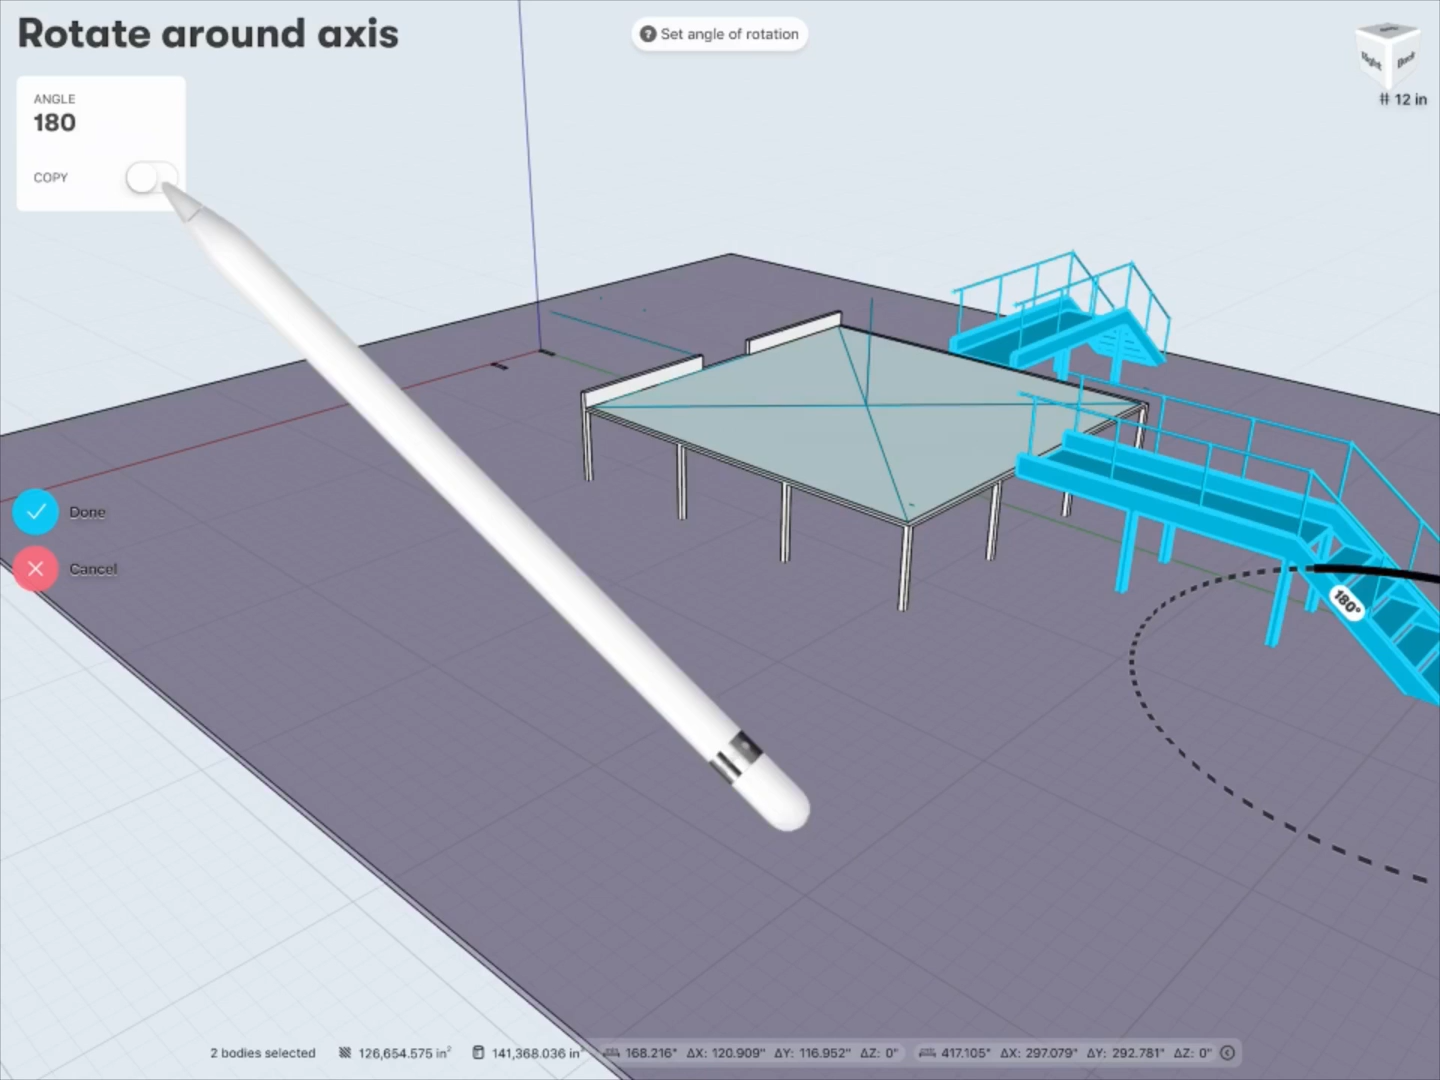 Rotate around axis
? Set angle of rotation
Right
Back
# 12 in
ANGLE
180
COPY
Done
Cancel
180°
2 bodies selected 126,654.575 in² 141,368.036 in³ 168.216" ΔX: 120.909" ΔY: 116.952" ΔZ: 0" 417.105" ΔX: 297.079" ΔY: 292.781" ΔZ: 0"